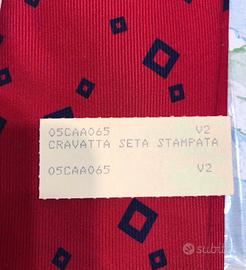 05CAA065 V2
CRAVATTA SETA STAMPATA
05CAA065 V2
subito